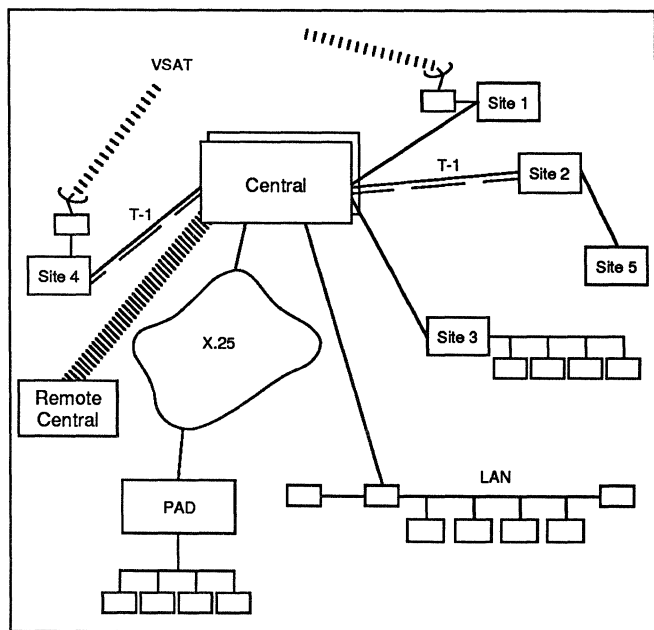 VSAT
Site 1
T-1
Site 2
Central
T-1
Site 4
Site 5
Site 3
X.25
Remote
Central
LAN
PAD